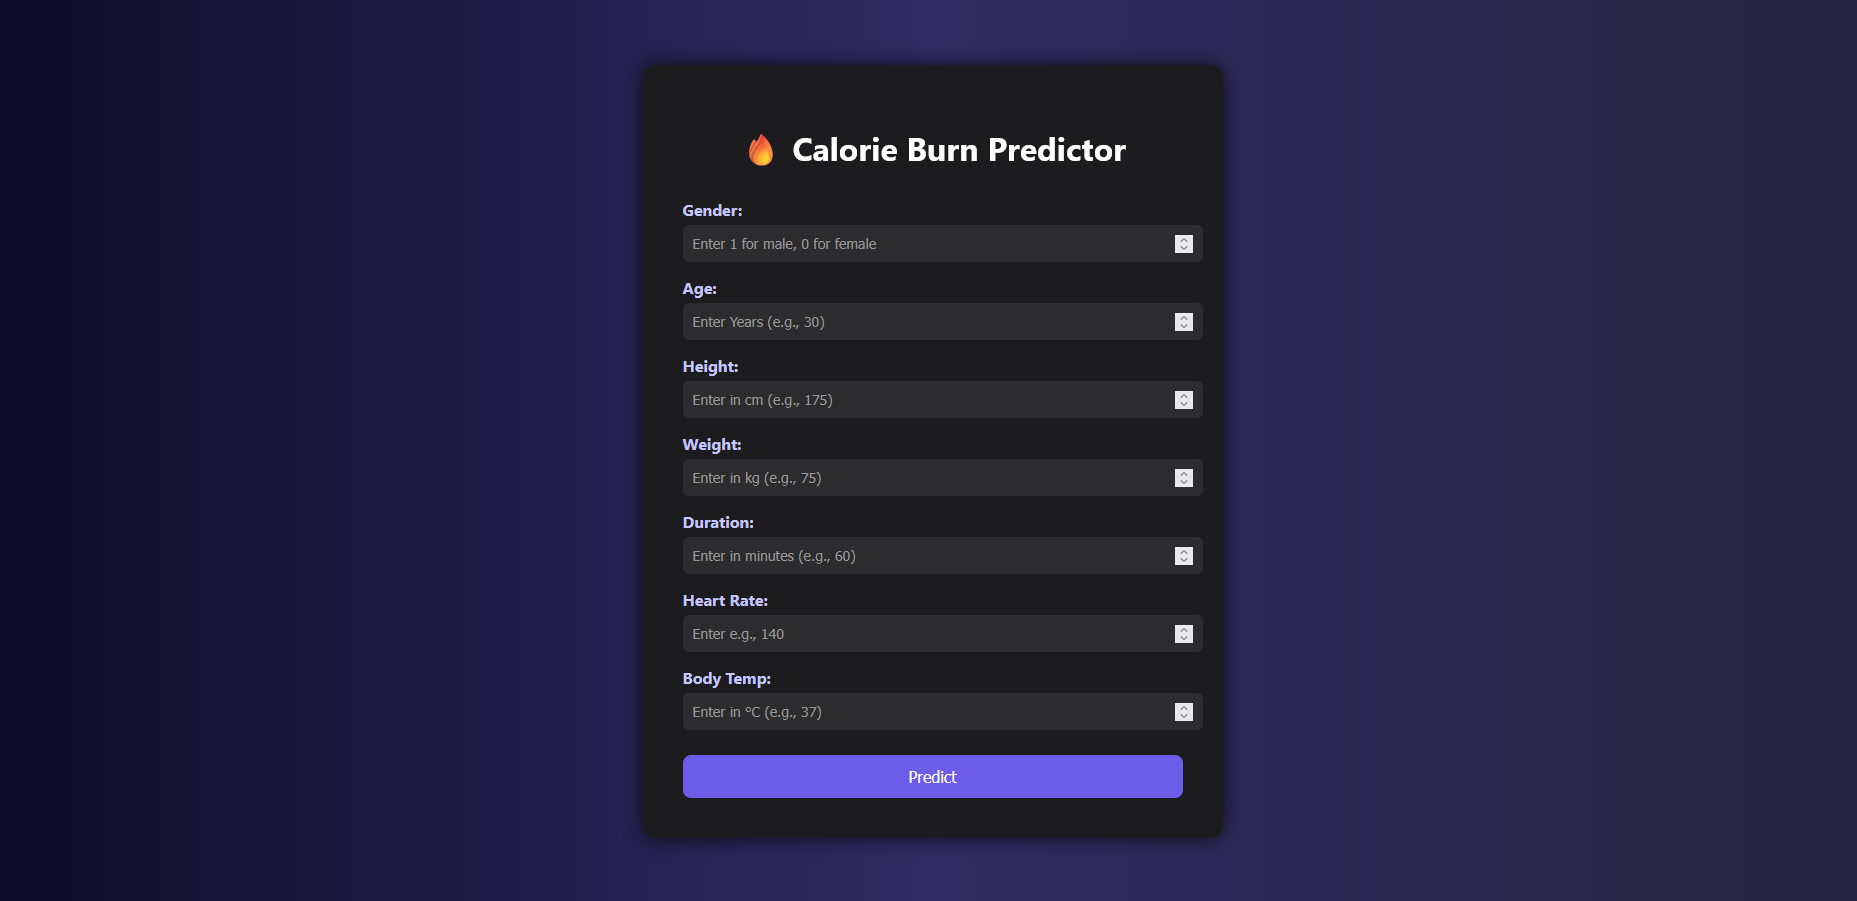 🔥 Calorie Burn Predictor
Gender:
Enter 1 for male, 0 for female
Age:
Enter Years (e.g., 30)
Height:
Enter in cm (e.g., 175)
Weight:
Enter in kg (e.g., 75)
Duration:
Enter in minutes (e.g., 60)
Heart Rate:
Enter e.g., 140
Body Temp:
Enter in °C (e.g., 37)
Predict